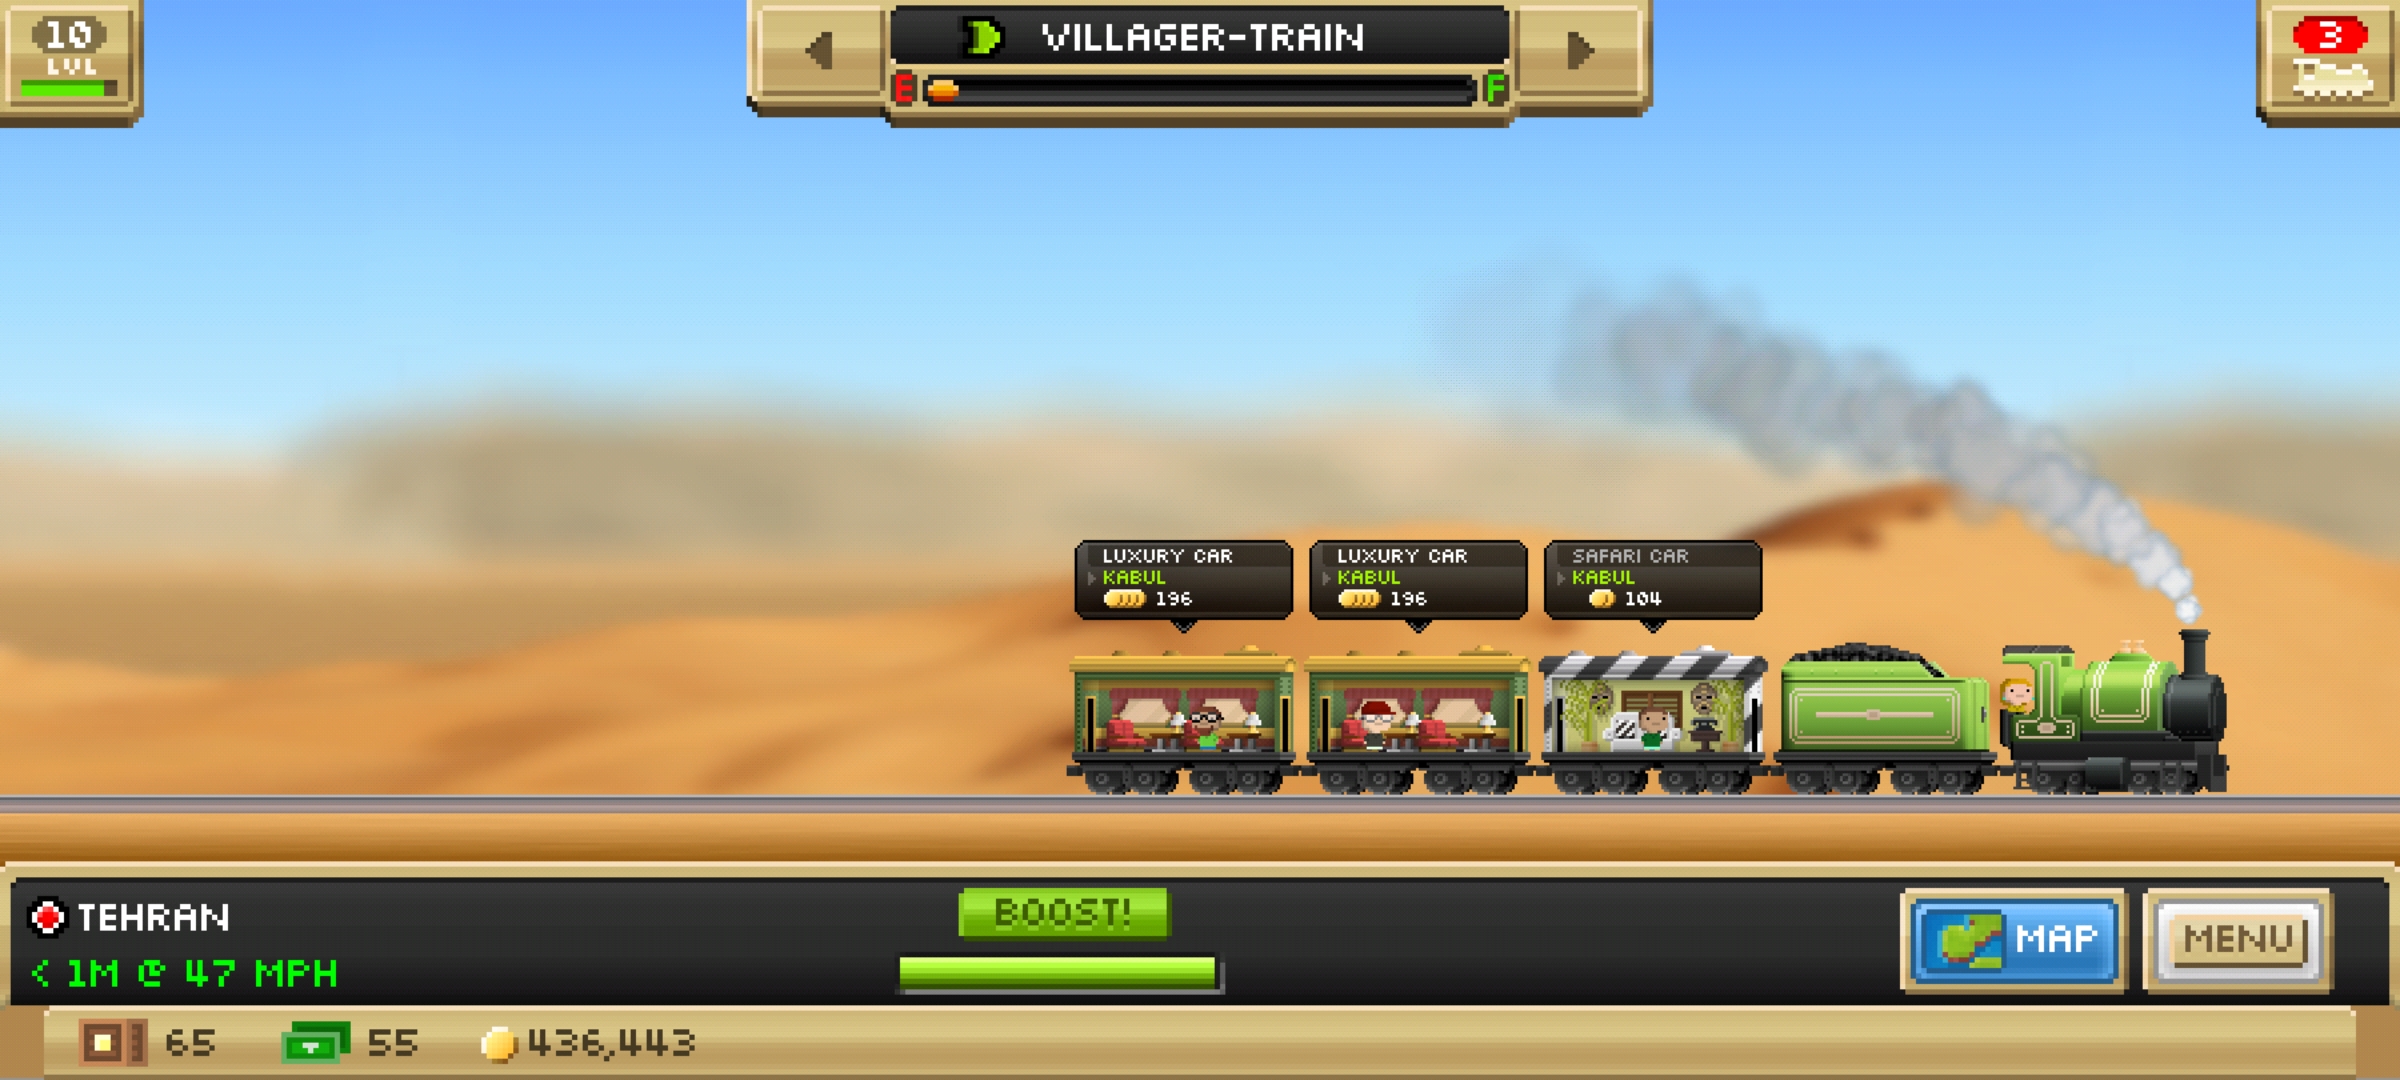 10
LVL
VILLAGER-TRAIN
E F
3
LUXURY CAR
KABUL
196
LUXURY CAR
KABUL
196
SAFARI CAR
KABUL
104
TEHRAN
< 1M @ 47 MPH
BOOST!
MAP
MENU
65
55
436,443